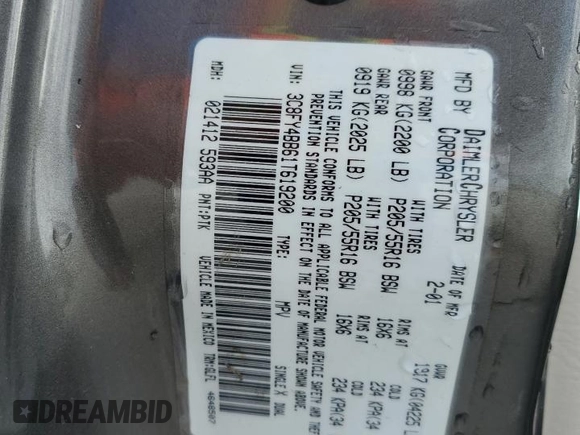 MFD BY DAIMLERCHRYSLER
CORPORATION
DATE OF MFR 2-01
1917 KG(04225 L
GAWR FRONT WITH TIRES RIMS AT COLD
0998 KG(2200 LB) P205/55R16 BSW 16X6 234 KPA(34
GAWR REAR WITH TIRES RIMS AT COLD
0919 KG(2025 LB) P205/55R16 BSW 16X6 234 KPA(34
THIS VEHICLE CONFORMS TO ALL APPLICABLE FEDERAL MOTOR VEHICLE SAFETY AND THEFT
PREVENTION STANDARDS IN EFFECT ON THE DATE OF MANUFACTURE SHOWN ABOVE.
VIN: 3C8FY4BB61T619200 TYPE: MPV SINGLE X DUAL
MDH: 021412 593AA PNT:PTK VEHICLE MADE IN MEXICO
DREAMBID